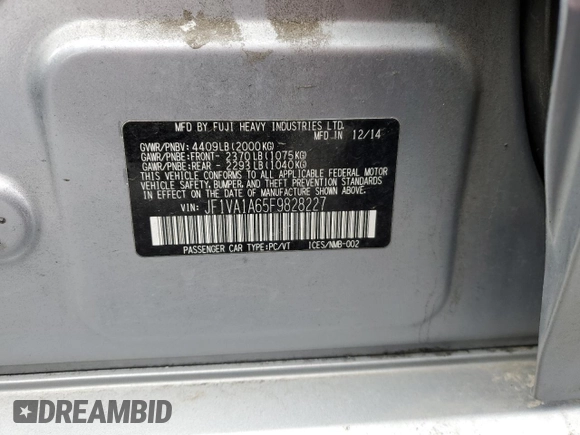 MFD BY FUJI HEAVY INDUSTRIES LTD.
MFD IN 12/14
GVWR/PNBV: 4409LB(2000KG)
GAWR/PNBE:FRONT- 2370LB(1075KG)
GAWR/PNBE:REAR - 2293LB(1040KG)
THIS VEHICLE CONFORMS TO ALL APPLICABLE FEDERAL MOTOR
VEHICLE SAFETY, BUMPER, AND THEFT PREVENTION STANDARDS
IN EFFECT ON THE DATE OF MANUFACTURE SHOWN ABOVE.
VIN: JF1VA1A65F9828227
PASSENGER CAR TYPE:PC/VT ICES/NMB-002
DREAMBID